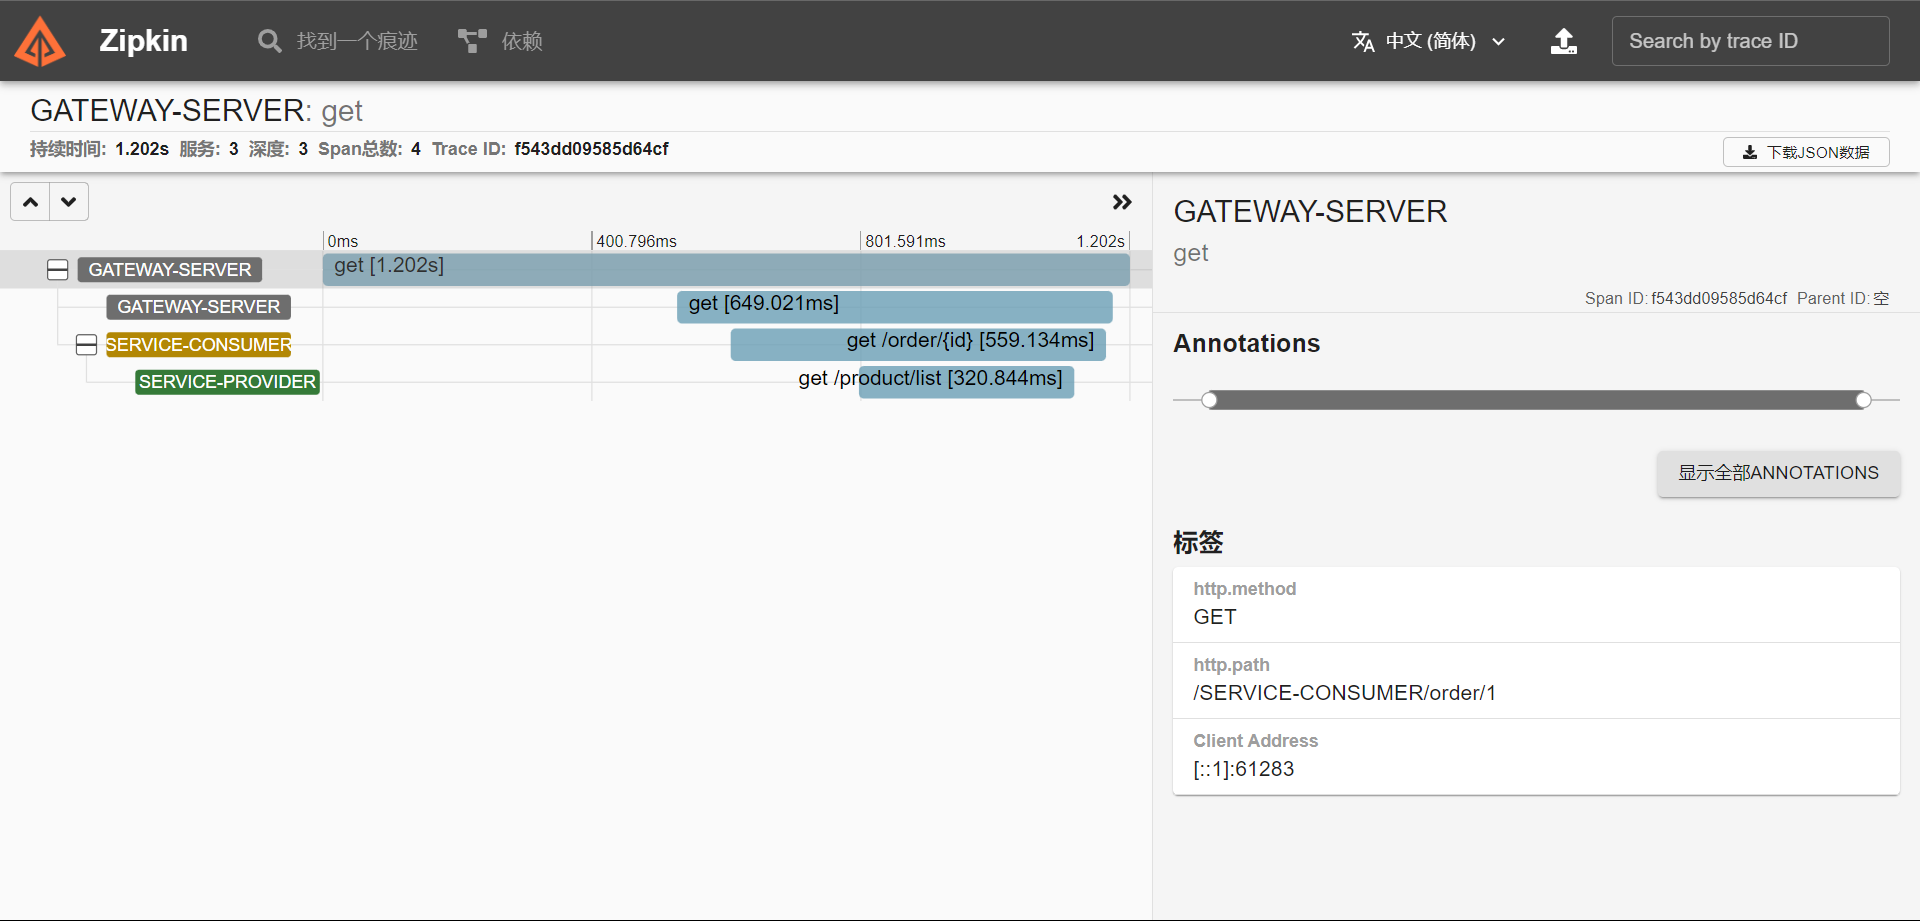 Zipkin 找到一个痕迹 依赖 中文 (简体) Search by trace ID
GATEWAY-SERVER: get
持续时间: 1.202s 服务: 3 深度: 3 Span总数: 4 Trace ID: f543dd09585d64cf 下载JSON数据
0ms 400.796ms 801.591ms 1.202s
GATEWAY-SERVER get [1.202s]
GATEWAY-SERVER get [649.021ms]
SERVICE-CONSUMER get /order/{id} [559.134ms]
SERVICE-PROVIDER get /product/list [320.844ms]
GATEWAY-SERVER
get
Span ID: f543dd09585d64cf Parent ID: 空
Annotations
显示全部ANNOTATIONS
标签
http.method
GET
http.path
/SERVICE-CONSUMER/order/1
Client Address
[::1]:61283